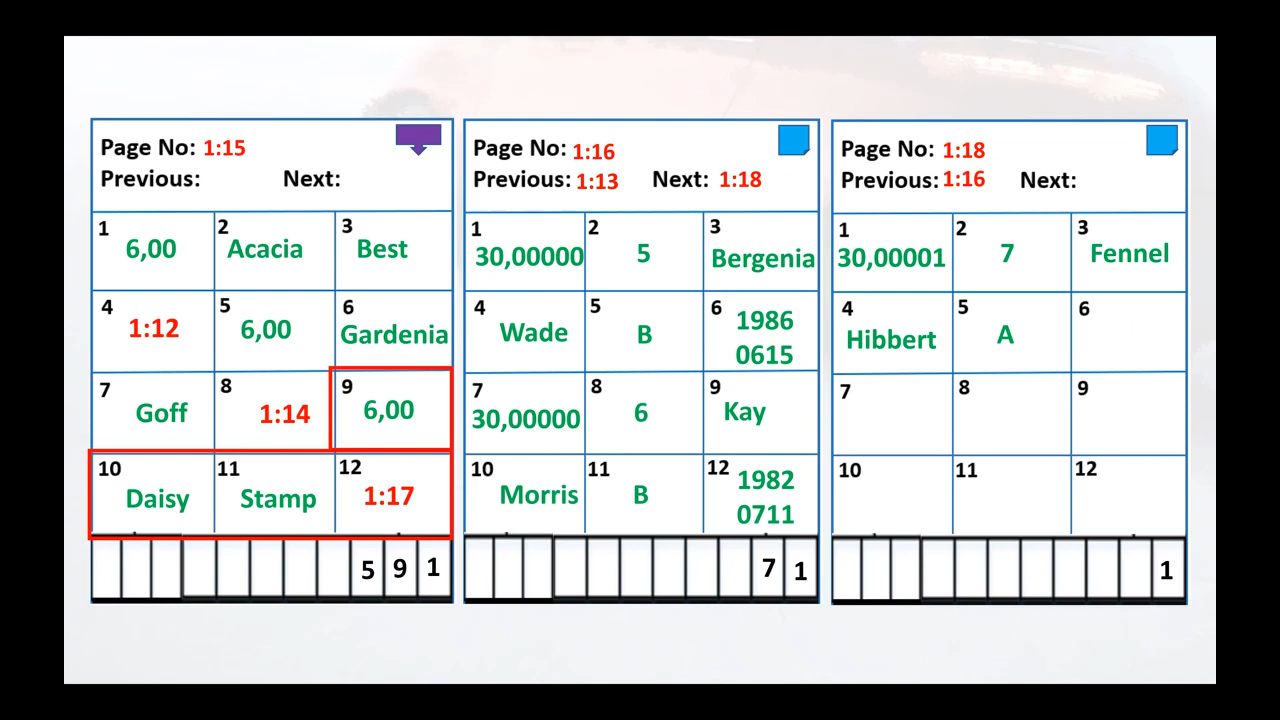 Page No: 1:15
Previous: Next:
1 6,00 2 Acacia 3 Best
4 1:12 5 6,00 6 Gardenia
7 Goff 8 1:14 9 6,00
10 Daisy 11 Stamp 12 1:17
5 9 1
Page No: 1:16
Previous: 1:13 Next: 1:18
1 30,00000 2 5 3 Bergenia
4 Wade 5 B 6 1986
0615
7 30,00000 8 6 9 Kay
10 Morris 11 B 12 1982
0711
7 1
Page No: 1:18
Previous: 1:16 Next:
1 30,00001 2 7 3 Fennel
4 Hibbert 5 A 6
7 8 9
10 11 12
1